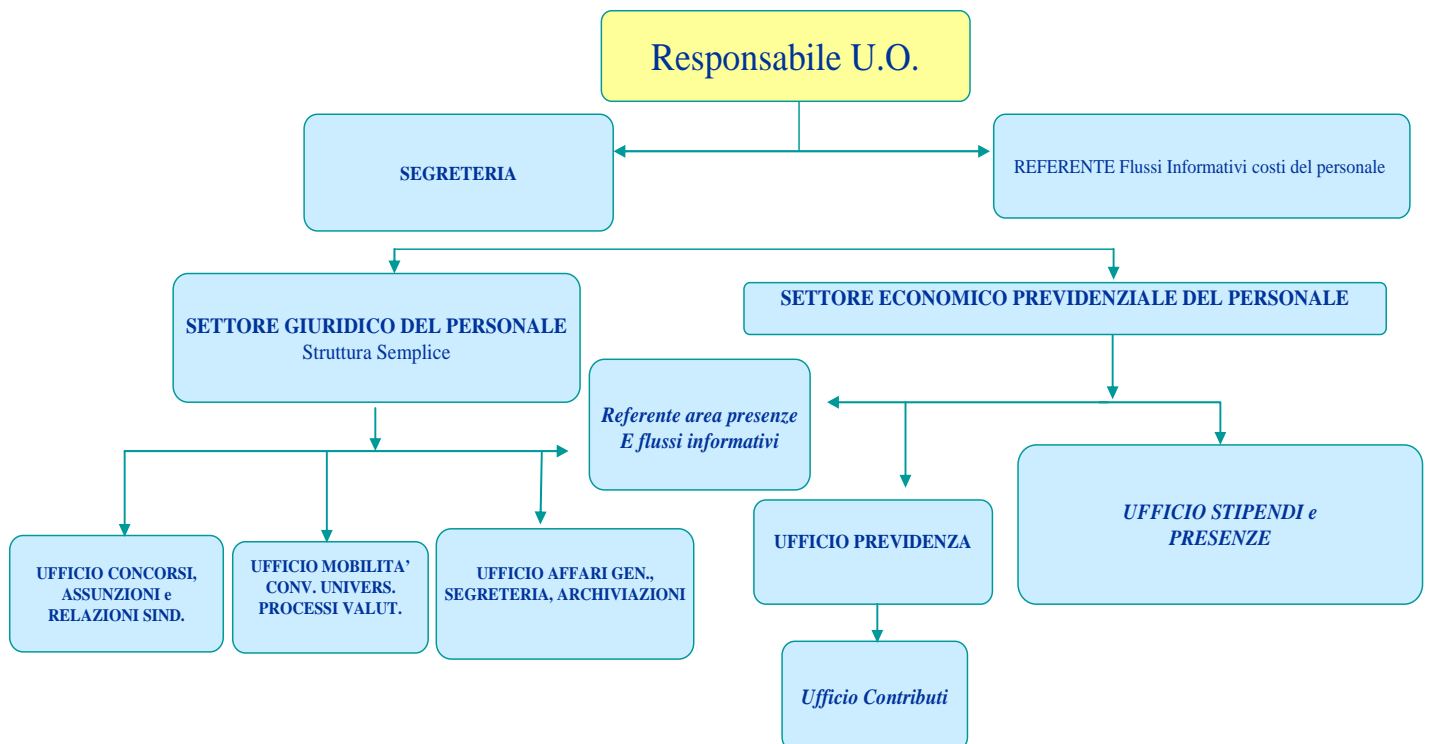 Responsabile U.O.
SEGRETERIA
REFERENTE Flussi Informativi costi del personale
SETTORE GIURIDICO DEL PERSONALE
Struttura Semplice
SETTORE ECONOMICO PREVIDENZIALE DEL PERSONALE
Referente area presenze
E flussi informativi
UFFICIO CONCORSI,
ASSUNZIONI e
RELAZIONI SIND.
UFFICIO MOBILITA’
CONV. UNIVERS.
PROCESSI VALUT.
UFFICIO AFFARI GEN.,
SEGRETERIA, ARCHIVIAZIONI
UFFICIO PREVIDENZA
UFFICIO STIPENDI e
PRESENZE
Ufficio Contributi